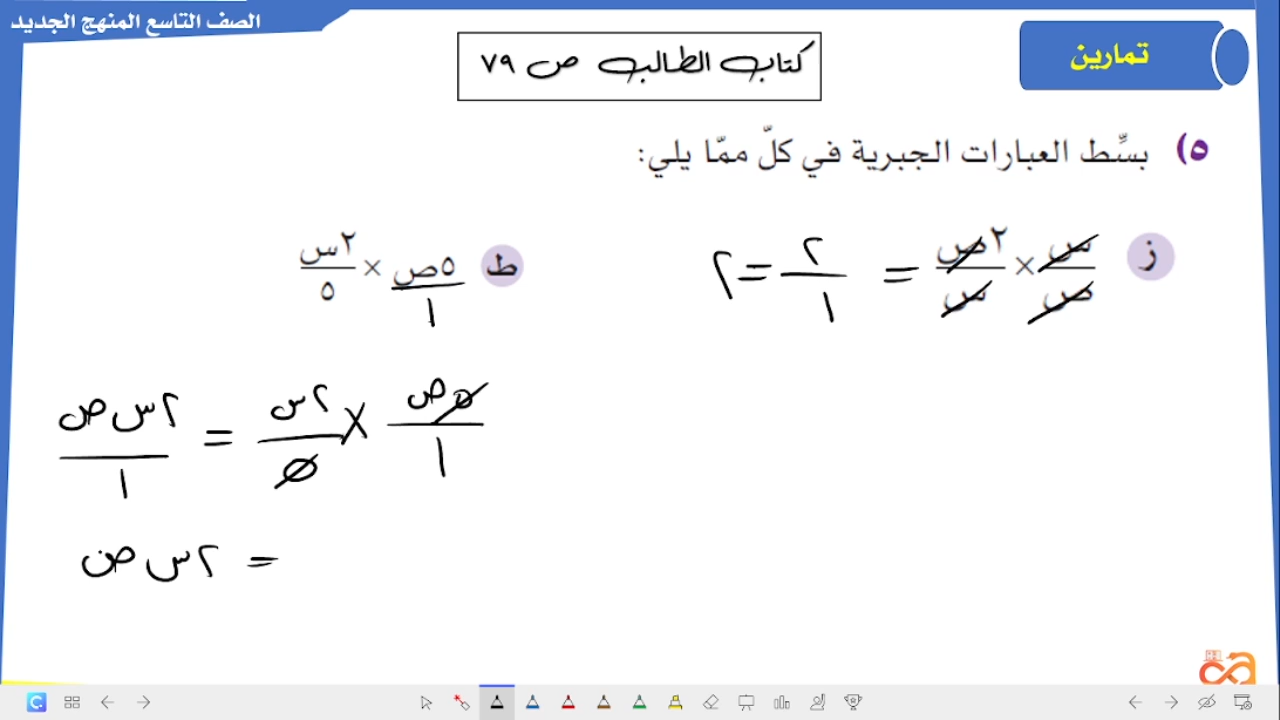 الصف التاسع المنهج الجديد
تمارين
كتاب الطالب ص ٧٩
٥) بسِّط العبارات الجبرية في كلّ ممّا يلي:
ز س/ص × ٢ص/س = ٢/١ = ٢
ط ٥ص/١ × ٢س/٥
٥ص/١ × ٢س/٥ = ٢س ص/١
= ٢س ص